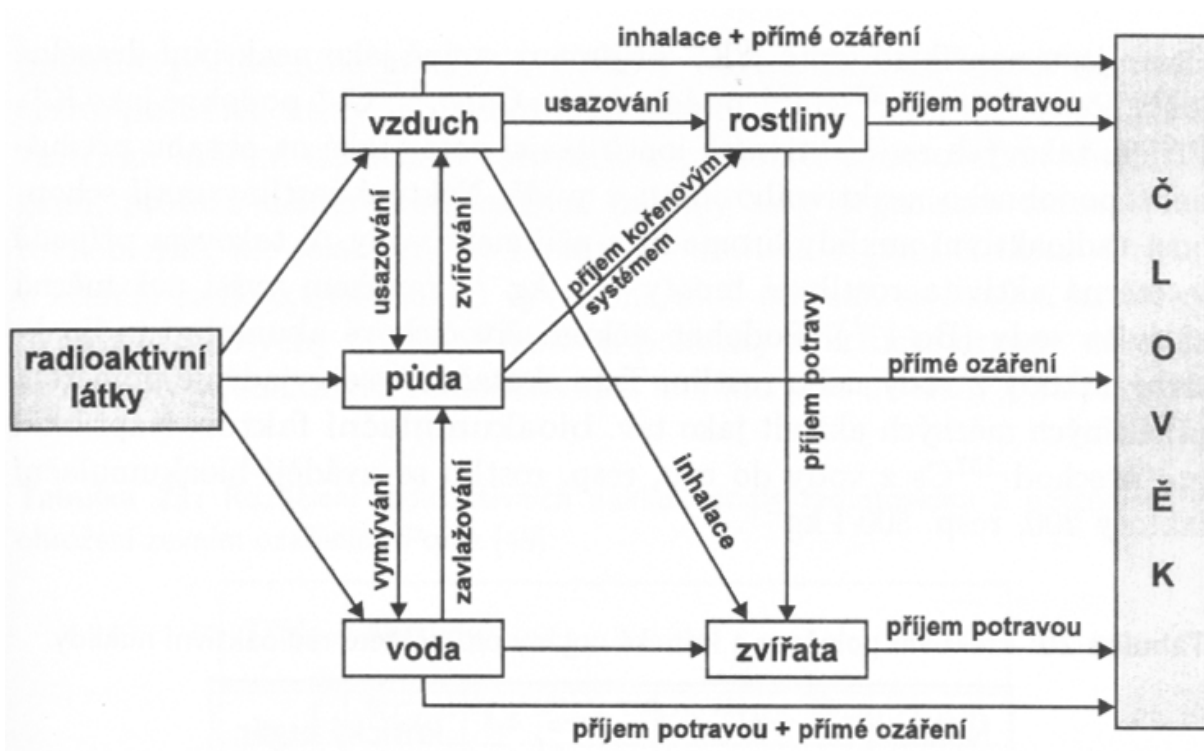 inhalace + přímé ozáření
vzduch
usazování
rostliny
příjem potravou
usazování
zvířování
příjem kořenovým
systémem
příjem potravy
radioaktivní
látky
půda
přímé ozáření
inhalace
vymývání
zavlažování
voda
zvířata
příjem potravou
příjem potravou + přímé ozáření
Č
L
O
V
Ě
K